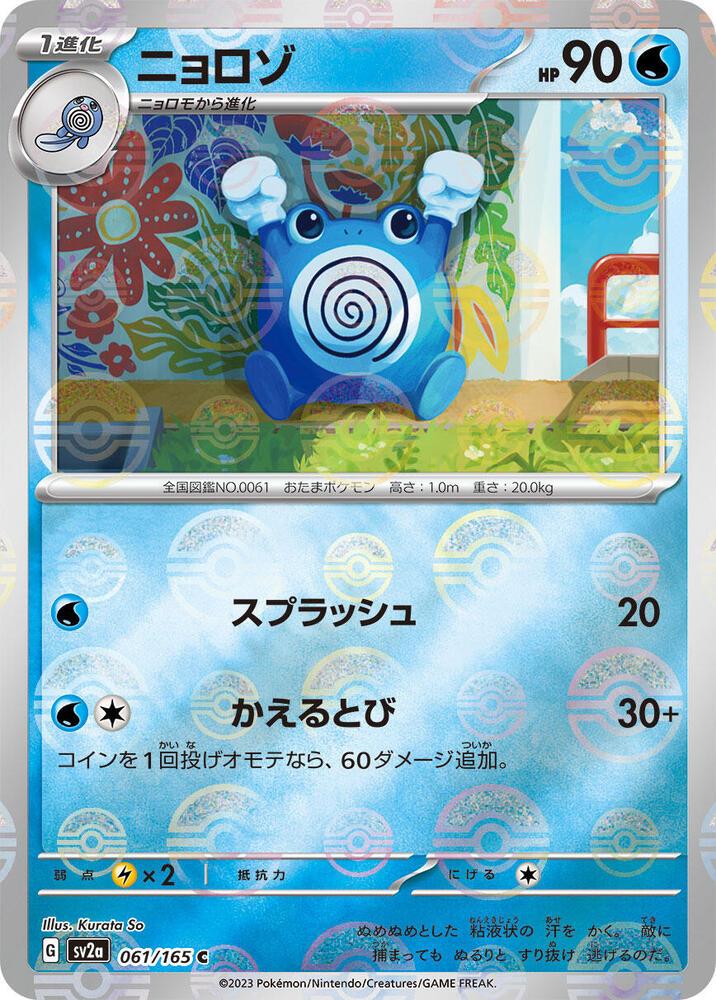 1進化
ニョロゾ
HP90
ニョロモから進化
全国図鑑NO.0061 おたまポケモン 高さ:1.0m 重さ:20.0kg
スプラッシュ 20
かえるとび 30+
コインを1回投げオモテなら、60ダメージ追加。
弱点 ×2 抵抗力 にげる
Illus. Kurata So
ぬめぬめとした 粘液状の 汗を かく。敵に
捕まっても ぬるりと すり抜け 逃げるのだ。
G sv2a 061/165 C
©2023 Pokémon/Nintendo/Creatures/GAME FREAK.